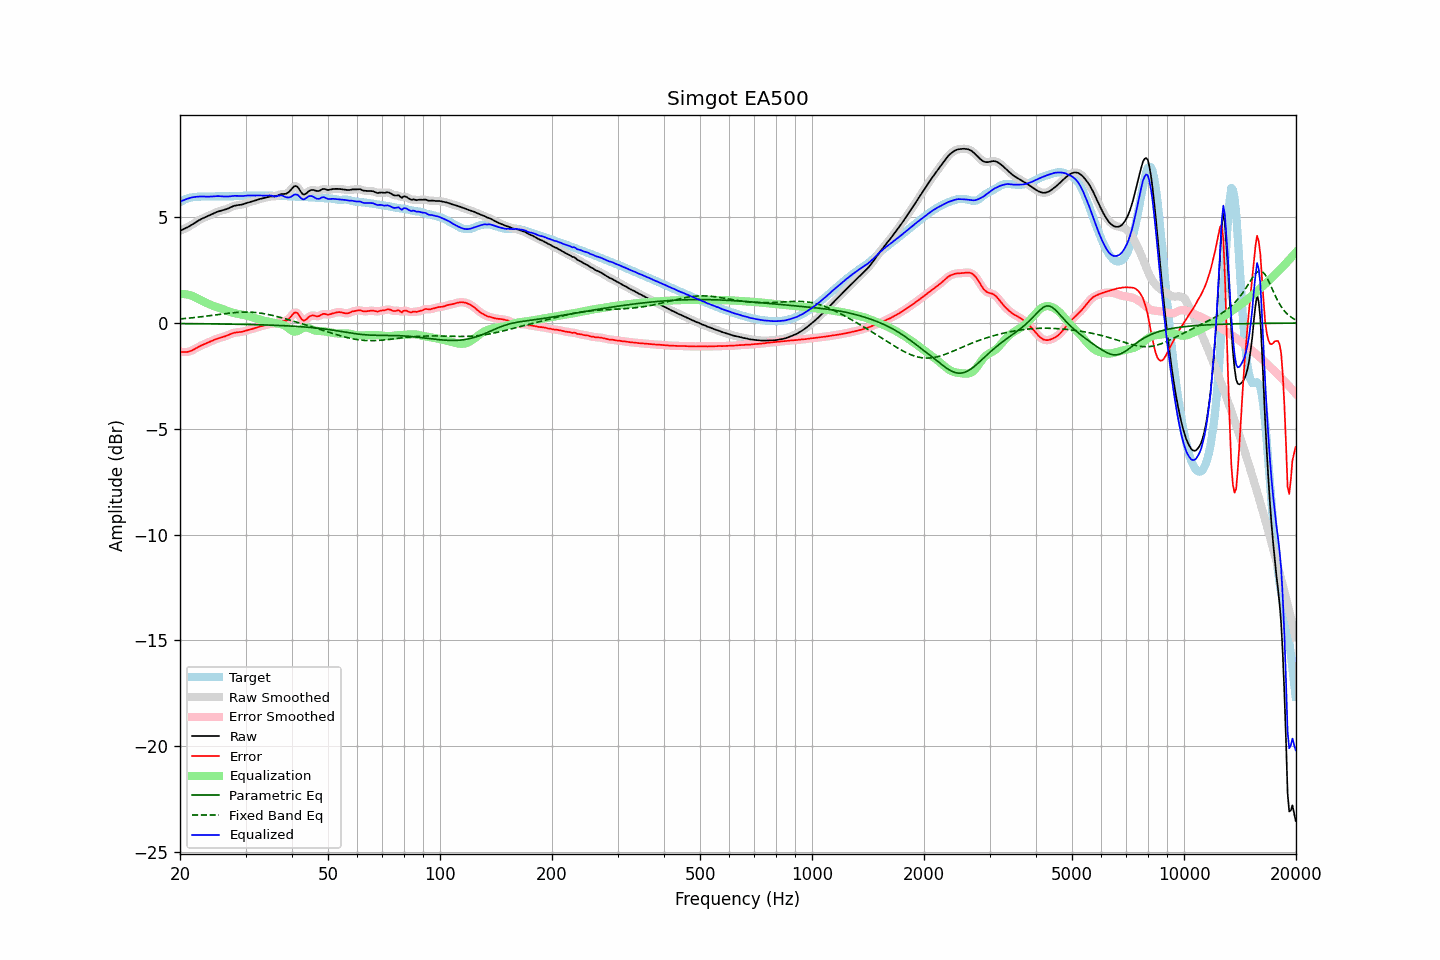 Simgot EA500
Amplitude (dBr)
5
0
−5
−10
−15
−20
−25
Target
Raw Smoothed
Error Smoothed
Raw
Error
Equalization
Parametric Eq
Fixed Band Eq
Equalized
20 50 100 200 500 1000 2000 5000 10000 20000
Frequency (Hz)